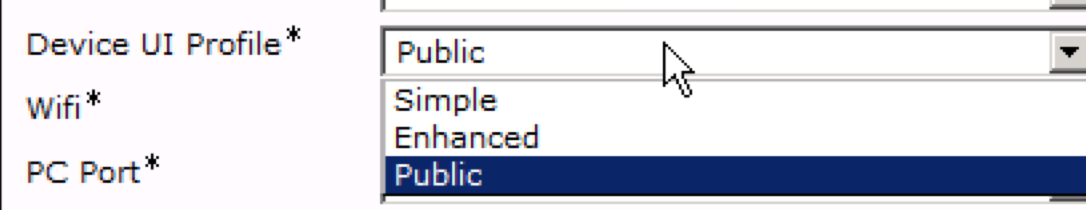 Device UI Profile* Public
Simple
Wifi*
Enhanced
PC Port* Public